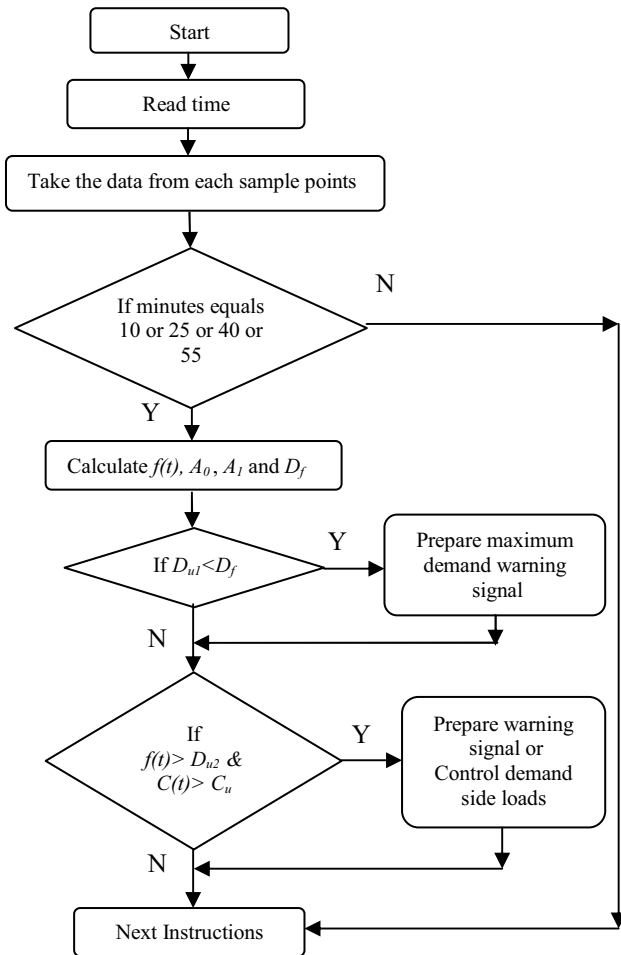 Start
Read time
Take the data from each sample points
N
If minutes equals
10 or 25 or 40 or
55
Y
Calculate f(t), A0 , A1 and Df
Y
If Du1<Df
Prepare maximum
demand warning
signal
N
If
f(t)> Du2 &
C(t)> Cu
Y
Prepare warning
signal or
Control demand
side loads
N
Next Instructions